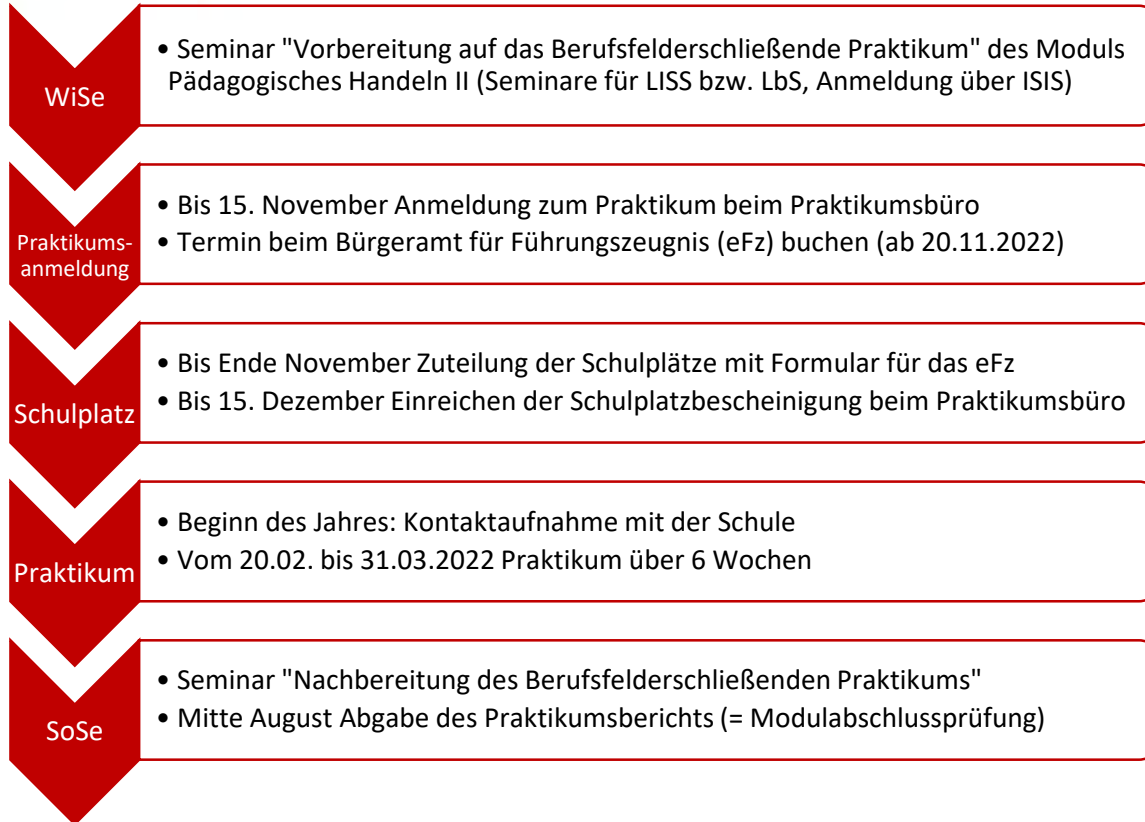 WiSe
• Seminar "Vorbereitung auf das Berufsfelderschließende Praktikum" des Moduls
Pädagogisches Handeln II (Seminare für LISS bzw. LbS, Anmeldung über ISIS)
Praktikums-
anmeldung
• Bis 15. November Anmeldung zum Praktikum beim Praktikumsbüro
• Termin beim Bürgeramt für Führungszeugnis (eFz) buchen (ab 20.11.2022)
Schulplatz
• Bis Ende November Zuteilung der Schulplätze mit Formular für das eFz
• Bis 15. Dezember Einreichen der Schulplatzbescheinigung beim Praktikumsbüro
Praktikum
• Beginn des Jahres: Kontaktaufnahme mit der Schule
• Vom 20.02. bis 31.03.2022 Praktikum über 6 Wochen
SoSe
• Seminar "Nachbereitung des Berufsfelderschließenden Praktikums"
• Mitte August Abgabe des Praktikumsberichts (= Modulabschlussprüfung)